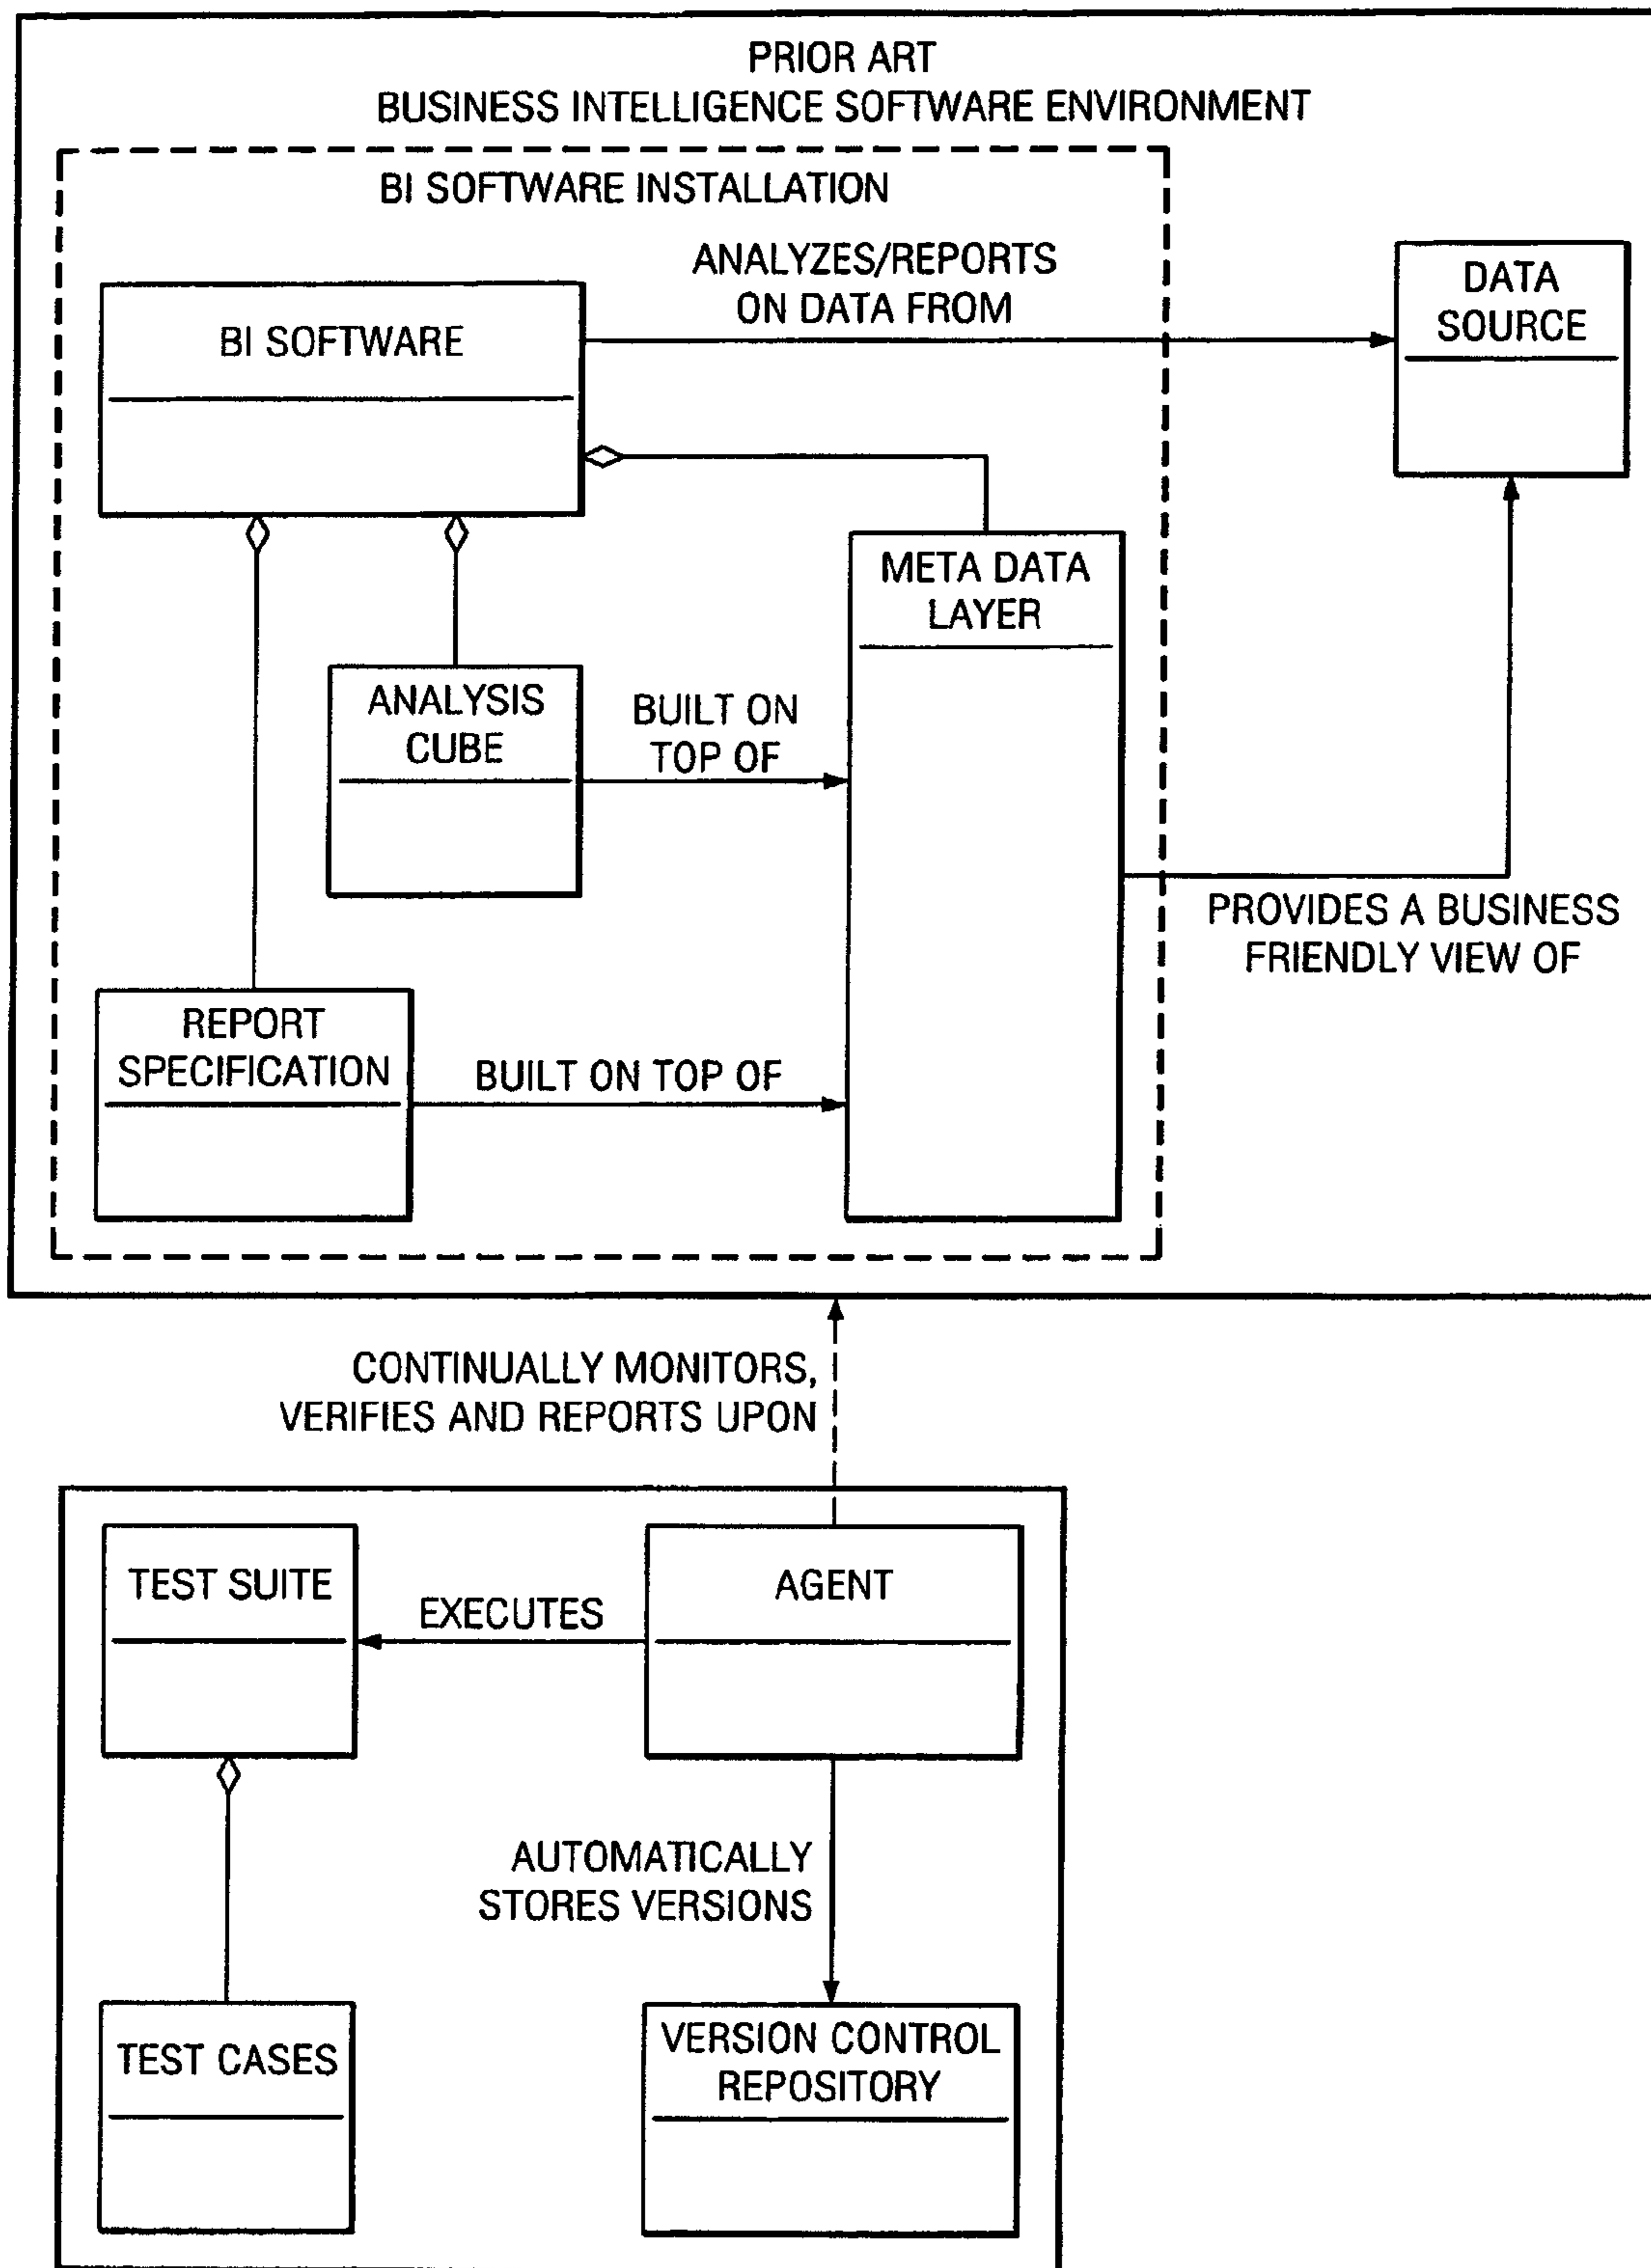 PRIOR ART
BUSINESS INTELLIGENCE SOFTWARE ENVIRONMENT
BI SOFTWARE INSTALLATION
ANALYZES/REPORTS
ON DATA FROM
DATA
SOURCE
BI SOFTWARE
META DATA
LAYER
ANALYSIS
CUBE
BUILT ON
TOP OF
PROVIDES A BUSINESS
FRIENDLY VIEW OF
REPORT
SPECIFICATION
BUILT ON TOP OF
CONTINUALLY MONITORS,
VERIFIES AND REPORTS UPON
TEST SUITE
EXECUTES
AGENT
AUTOMATICALLY
STORES VERSIONS
TEST CASES
VERSION CONTROL
REPOSITORY